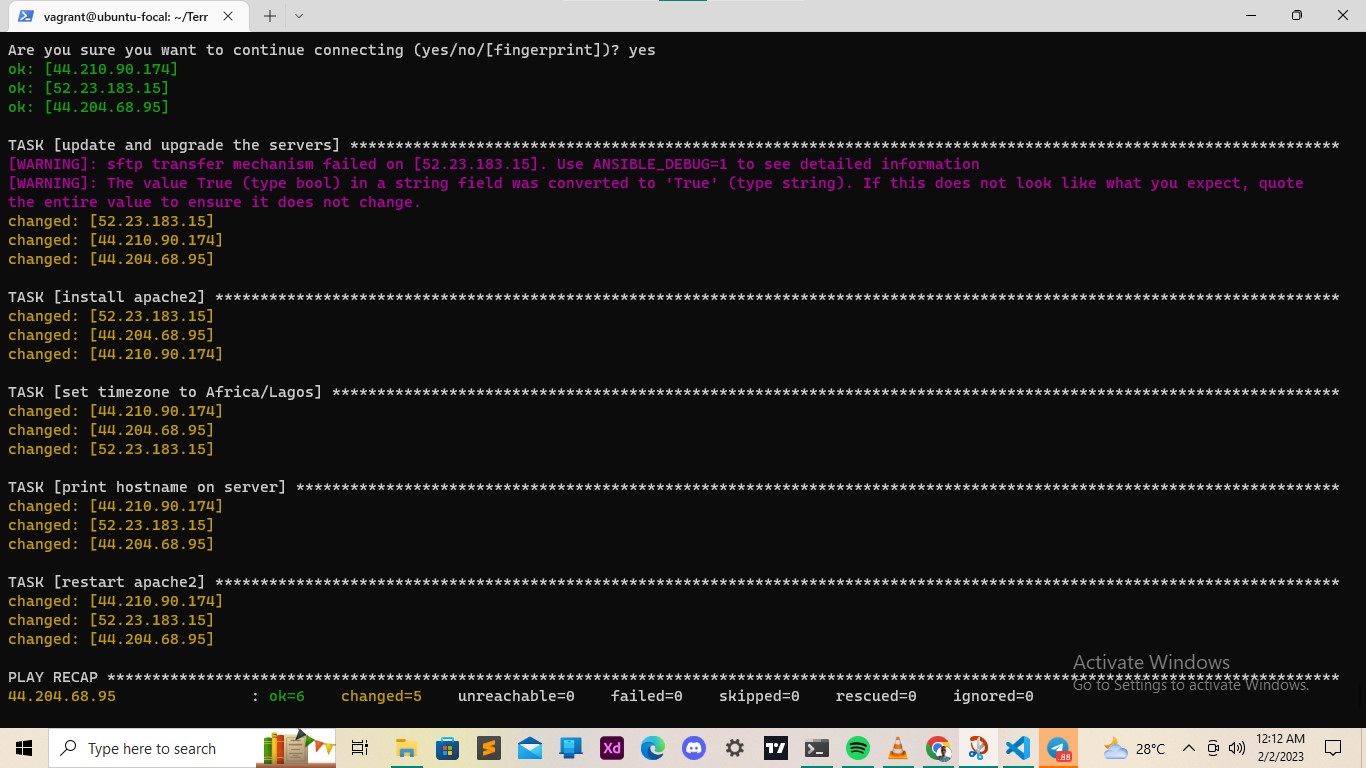 vagrant@ubuntu-focal: ~/Terr
Are you sure you want to continue connecting (yes/no/[fingerprint])? yes
ok: [44.210.90.174]
ok: [52.23.183.15]
ok: [44.204.68.95]
TASK [update and upgrade the servers] **************************************************************************************************************
[WARNING]: sftp transfer mechanism failed on [52.23.183.15]. Use ANSIBLE_DEBUG=1 to see detailed information
[WARNING]: The value True (type bool) in a string field was converted to 'True' (type string). If this does not look like what you expect, quote
the entire value to ensure it does not change.
changed: [52.23.183.15]
changed: [44.210.90.174]
changed: [44.204.68.95]
TASK [install apache2] *****************************************************************************************************************************
changed: [52.23.183.15]
changed: [44.204.68.95]
changed: [44.210.90.174]
TASK [set timezone to Africa/Lagos] ****************************************************************************************************************
changed: [44.210.90.174]
changed: [44.204.68.95]
changed: [52.23.183.15]
TASK [print hostname on server] ********************************************************************************************************************
changed: [44.210.90.174]
changed: [52.23.183.15]
changed: [44.204.68.95]
TASK [restart apache2] *****************************************************************************************************************************
changed: [44.210.90.174]
changed: [52.23.183.15]
changed: [44.204.68.95]
PLAY RECAP *****************************************************************************************************************************************
44.204.68.95               : ok=6    changed=5    unreachable=0    failed=0    skipped=0    rescued=0    ignored=0
Activate Windows
Go to Settings to activate Windows.
Type here to search
Xd
.88
28°C
12:12 AM
2/2/2023